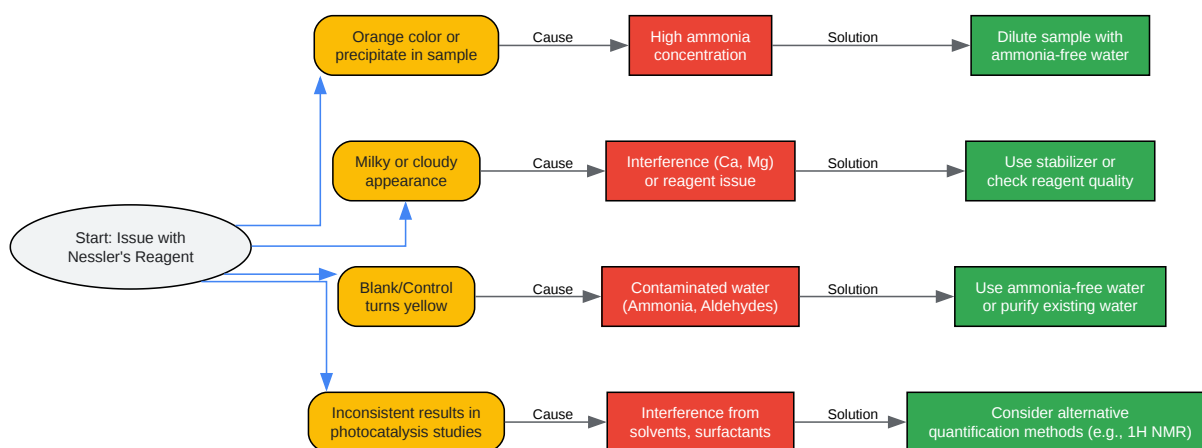 Orange color or
precipitate in sample
Cause
High ammonia
concentration
Solution
Dilute sample with
ammonia-free water
Milky or cloudy
appearance
Cause
Interference (Ca, Mg)
or reagent issue
Solution
Use stabilizer or
check reagent quality
Start: Issue with
Nessler's Reagent
Blank/Control
turns yellow
Cause
Contaminated water
(Ammonia, Aldehydes)
Solution
Use ammonia-free water
or purify existing water
Inconsistent results in
photocatalysis studies
Cause
Interference from
solvents, surfactants
Solution
Consider alternative
quantification methods (e.g., 1H NMR)